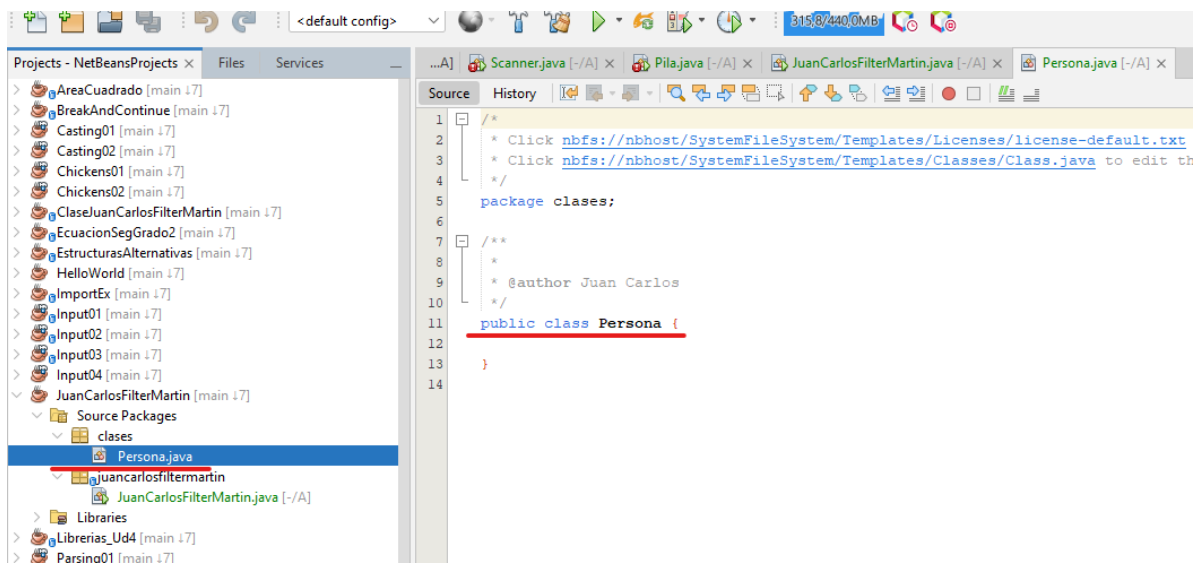 <default config>
315,8/440,0MB
Projects - NetBeansProjects ×
Files
Services
...A]
Scanner.java [-/A] ×
Pila.java [-/A] ×
JuanCarlosFilterMartin.java [-/A] ×
Persona.java [-/A] ×
Source
History
> AreaCuadrado [main ↓7]
> BreakAndContinue [main ↓7]
> Casting01 [main ↓7]
> Casting02 [main ↓7]
> Chickens01 [main ↓7]
> Chickens02 [main ↓7]
> ClaseJuanCarlosFilterMartin [main ↓7]
> EcuacionSegGrado2 [main ↓7]
> EstructurasAlternativas [main ↓7]
> HelloWorld [main ↓7]
> ImportEx [main ↓7]
> Input01 [main ↓7]
> Input02 [main ↓7]
> Input03 [main ↓7]
> Input04 [main ↓7]
JuanCarlosFilterMartin [main ↓7]
Source Packages
clases
Persona.java
juancarlosfiltermartin
JuanCarlosFilterMartin.java [-/A]
> Libraries
> Librerias_Ud4 [main ↓7]
> Parsing01 [main ↓7]
1 /*
2 * Click nbfs://nbhost/SystemFileSystem/Templates/Licenses/license-default.txt
3 * Click nbfs://nbhost/SystemFileSystem/Templates/Classes/Class.java to edit th
4 */
5 package clases;
6
7 /**
8 *
9 * @author Juan Carlos
10 */
11 public class Persona {
12
13 }
14